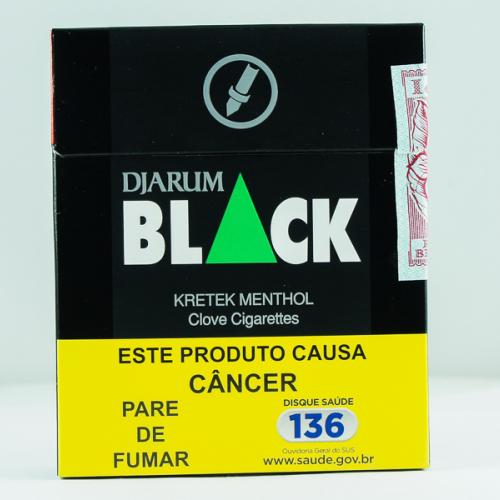 DJARUM
BLACK
KRETEK MENTHOL
Clove Cigarettes
ESTE PRODUTO CAUSA
CÂNCER
PARE
DE
FUMAR
DISQUE SAÚDE
136
Ouvidoria Geral do SUS
www.saude.gov.br